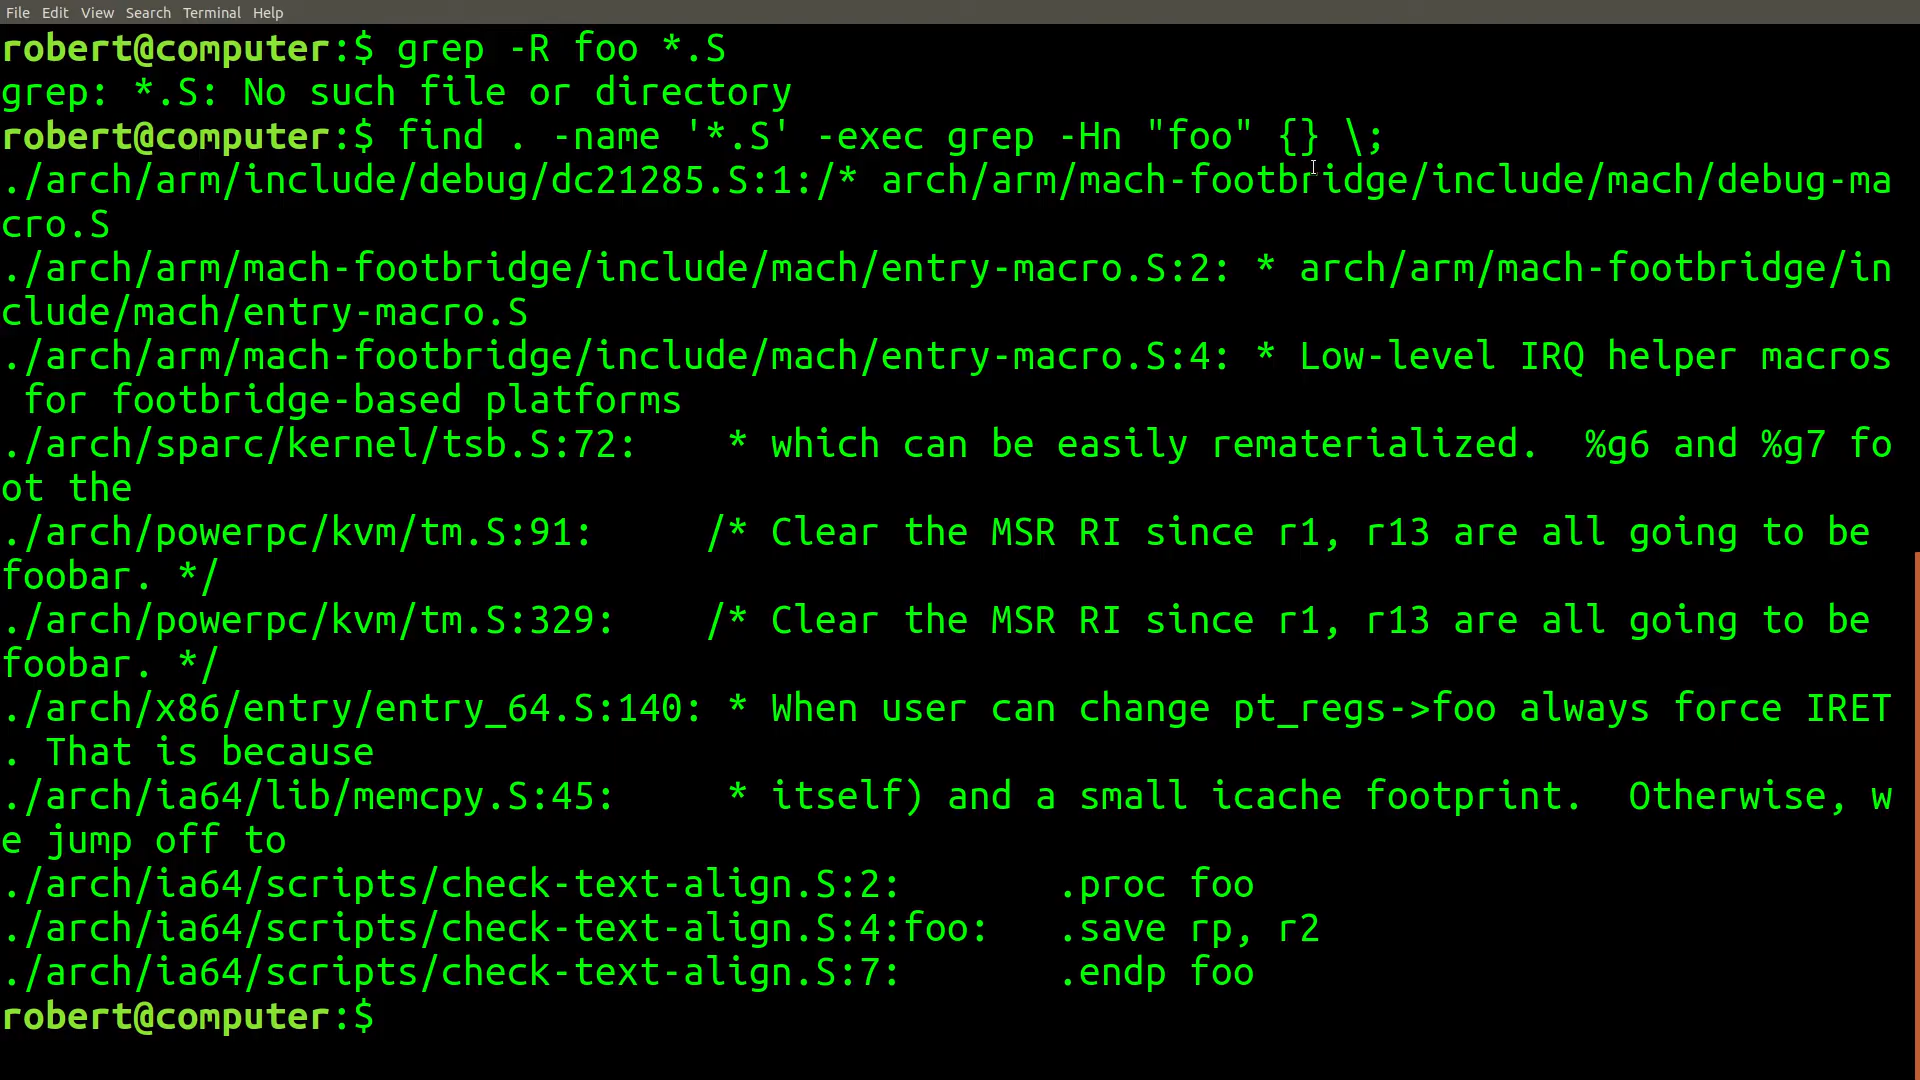 File Edit View Search Terminal Help
robert@computer:$ grep -R foo *.S
grep: *.S: No such file or directory
robert@computer:$ find . -name '*.S' -exec grep -Hn "foo" {} \;
./arch/arm/include/debug/dc21285.S:1:/* arch/arm/mach-footbridge/include/mach/debug-ma
cro.S
./arch/arm/mach-footbridge/include/mach/entry-macro.S:2: * arch/arm/mach-footbridge/in
clude/mach/entry-macro.S
./arch/arm/mach-footbridge/include/mach/entry-macro.S:4: * Low-level IRQ helper macros
 for footbridge-based platforms
./arch/sparc/kernel/tsb.S:72:    * which can be easily rematerialized.  %g6 and %g7 fo
ot the
./arch/powerpc/kvm/tm.S:91:     /* Clear the MSR RI since r1, r13 are all going to be
foobar. */
./arch/powerpc/kvm/tm.S:329:    /* Clear the MSR RI since r1, r13 are all going to be
foobar. */
./arch/x86/entry/entry_64.S:140: * When user can change pt_regs->foo always force IRET
. That is because
./arch/ia64/lib/memcpy.S:45:     * itself) and a small icache footprint.  Otherwise, w
e jump off to
./arch/ia64/scripts/check-text-align.S:2:       .proc foo
./arch/ia64/scripts/check-text-align.S:4:foo:   .save rp, r2
./arch/ia64/scripts/check-text-align.S:7:       .endp foo
robert@computer:$